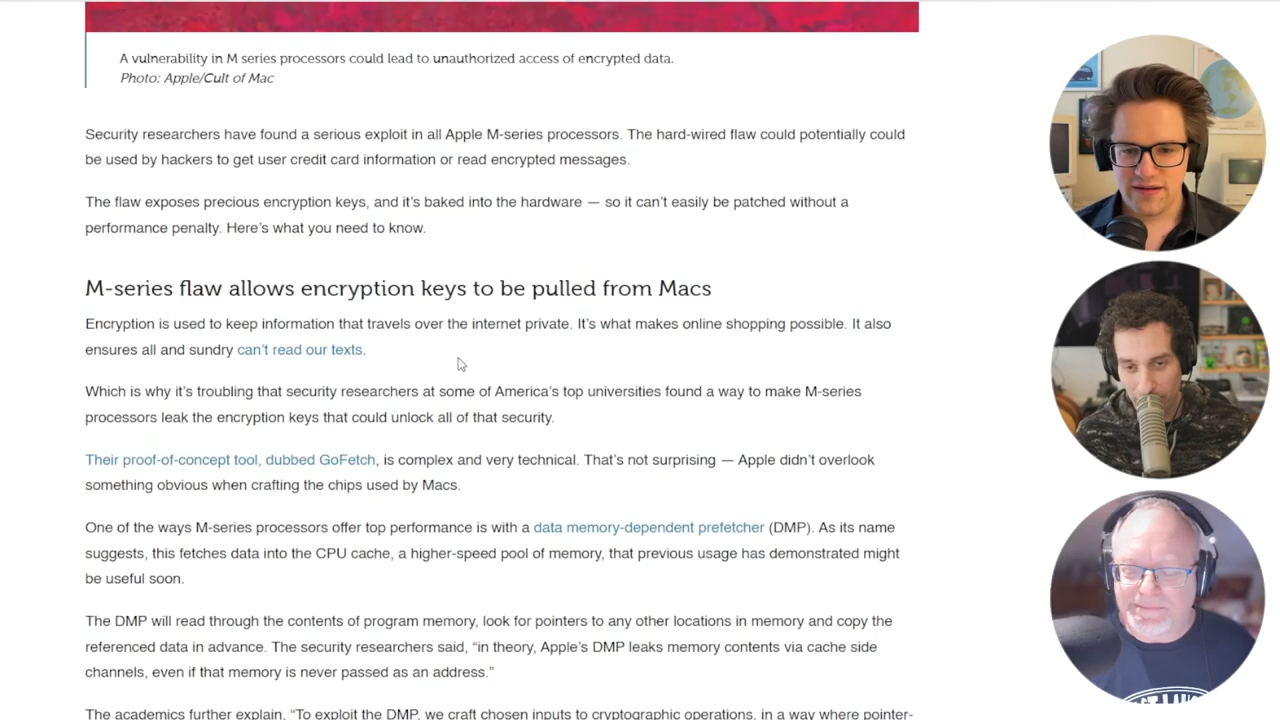 A vulnerability in M series processors could lead to unauthorized access of encrypted data.
Photo: Apple/Cult of Mac
Security researchers have found a serious exploit in all Apple M-series processors. The hard-wired flaw could potentially could
be used by hackers to get user credit card information or read encrypted messages.
The flaw exposes precious encryption keys, and it’s baked into the hardware — so it can’t easily be patched without a
performance penalty. Here’s what you need to know.
M-series flaw allows encryption keys to be pulled from Macs
Encryption is used to keep information that travels over the internet private. It’s what makes online shopping possible. It also
ensures all and sundry can’t read our texts.
Which is why it’s troubling that security researchers at some of America’s top universities found a way to make M-series
processors leak the encryption keys that could unlock all of that security.
Their proof-of-concept tool, dubbed GoFetch, is complex and very technical. That’s not surprising — Apple didn’t overlook
something obvious when crafting the chips used by Macs.
One of the ways M-series processors offer top performance is with a data memory-dependent prefetcher (DMP). As its name
suggests, this fetches data into the CPU cache, a higher-speed pool of memory, that previous usage has demonstrated might
be useful soon.
The DMP will read through the contents of program memory, look for pointers to any other locations in memory and copy the
referenced data in advance. The security researchers said, “in theory, Apple’s DMP leaks memory contents via cache side
channels, even if that memory is never passed as an address.”
The academics further explain, “To exploit the DMP, we craft chosen inputs to cryptographic operations, in a way where pointer-